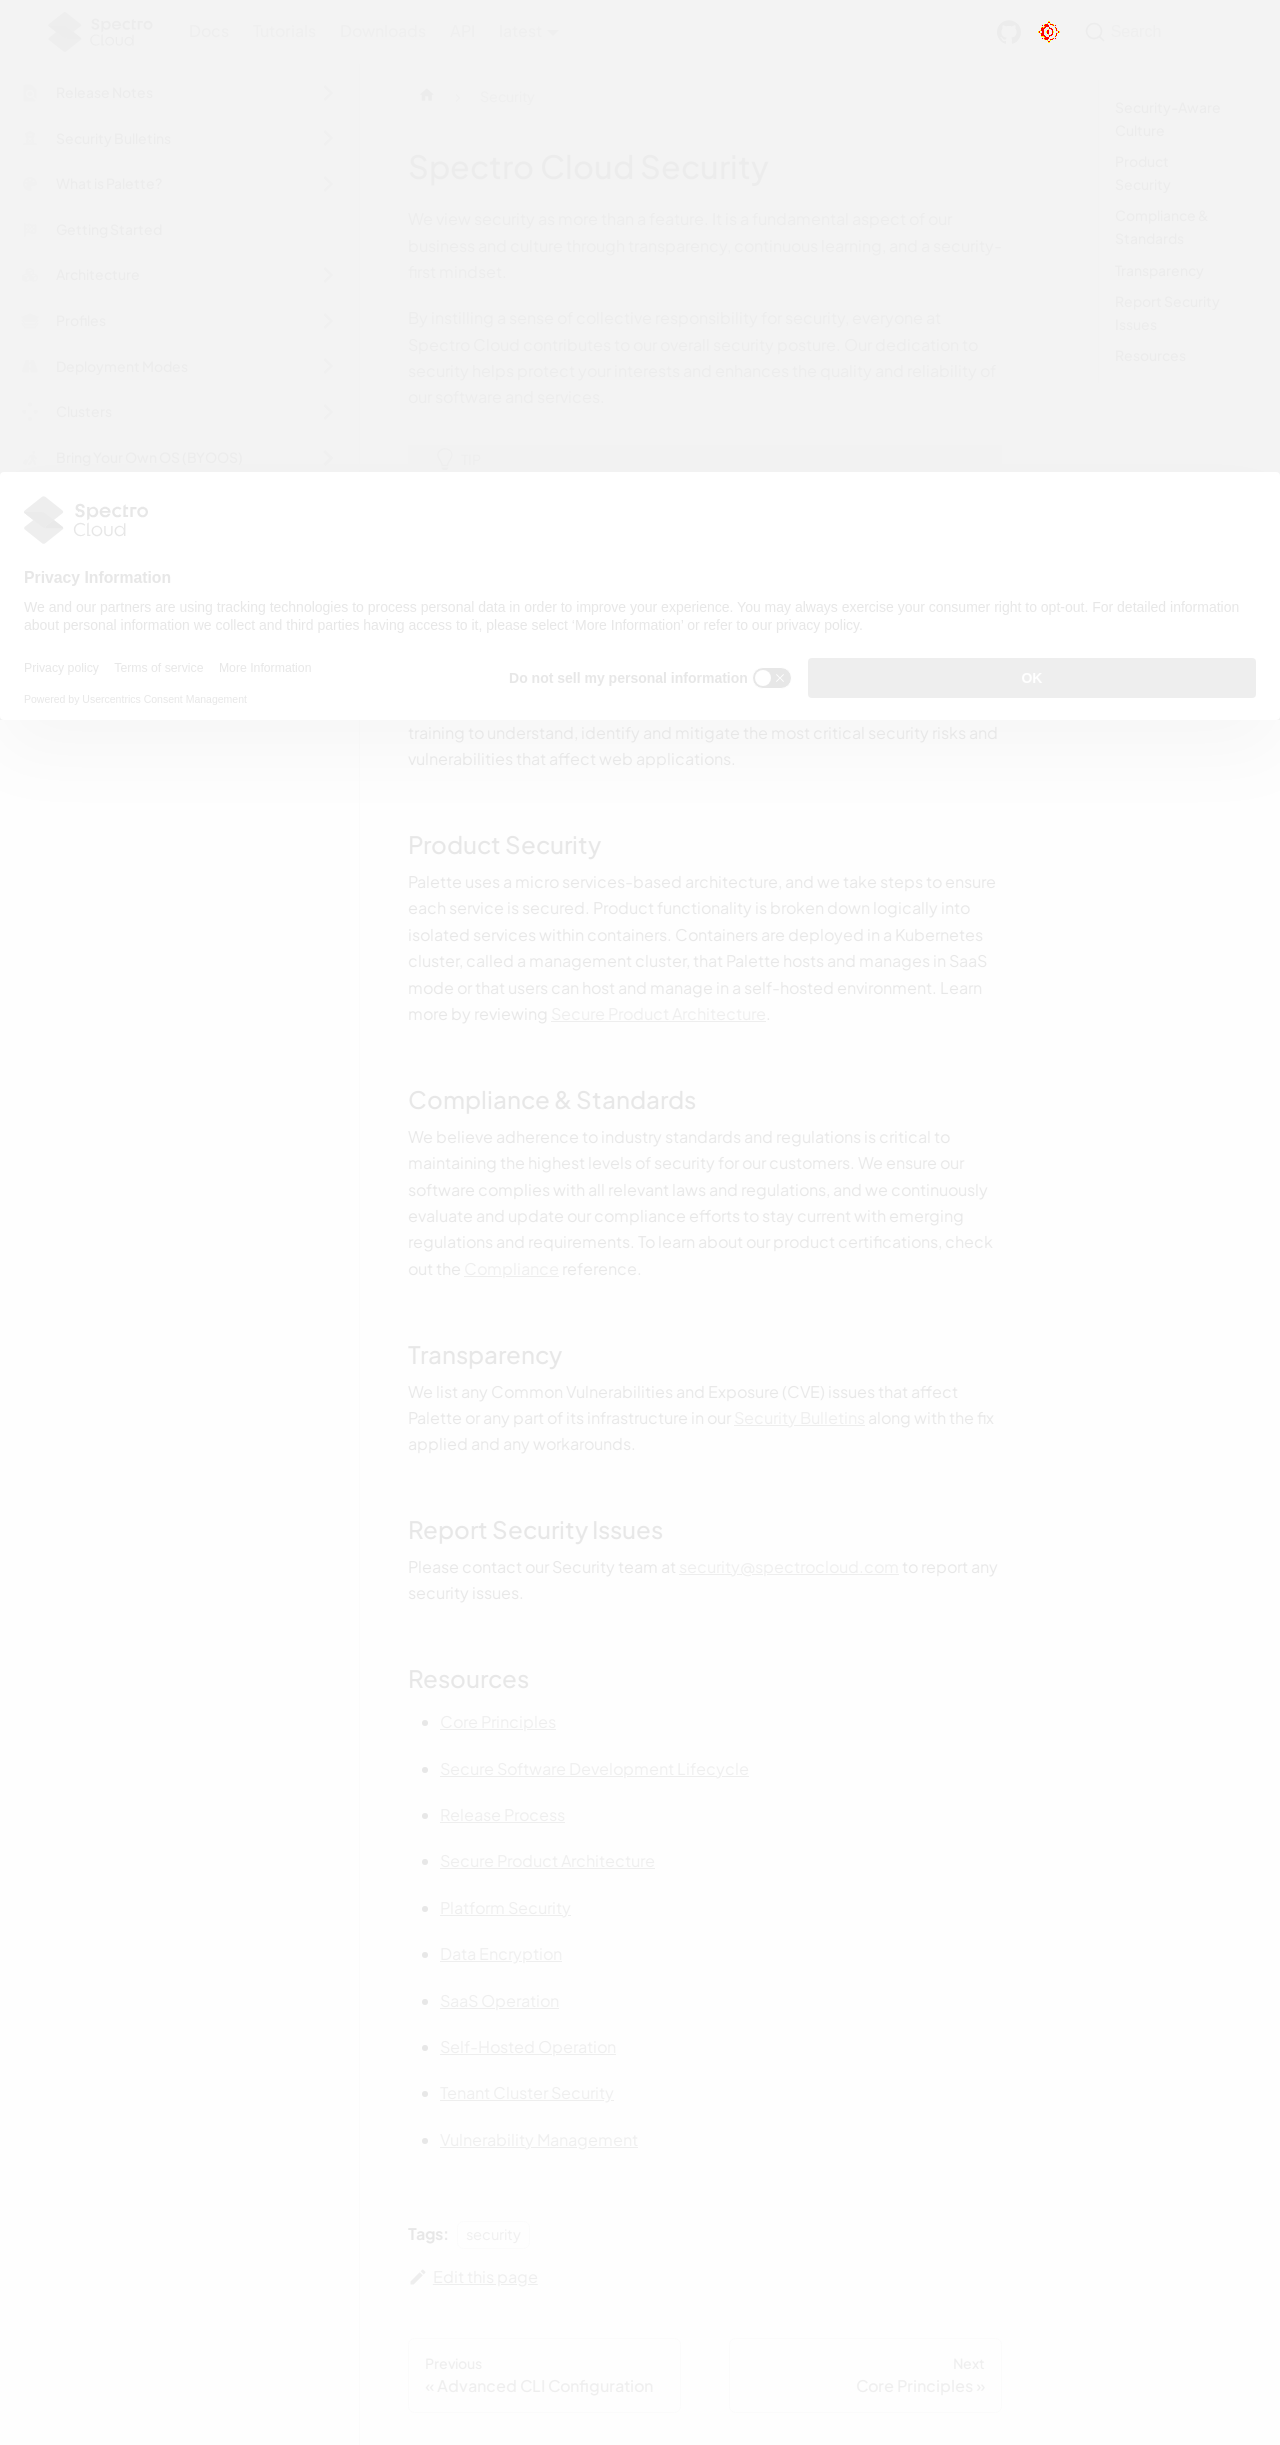 Spectro
Cloud
Docs
Tutorials
Downloads
API
latest
Search
Release Notes
Security Bulletins
What is Palette?
Getting Started
Architecture
Profiles
Deployment Modes
Clusters
Bring Your Own OS (BYOOS)
Security
Spectro Cloud Security
We view security as more than a feature. It is a fundamental aspect of our
business and culture through transparency, continuous learning, and a security-
first mindset.
By instilling a sense of collective responsibility for security, everyone at
Spectro Cloud contributes to our overall security posture. Our dedication to
security helps protect your interests and enhances the quality and reliability of
our software and services.
TIP
Security-Aware
Culture
Product
Security
Compliance &
Standards
Transparency
Report Security
Issues
Resources
Spectro
Cloud
Privacy Information
We and our partners are using tracking technologies to process personal data in order to improve your experience. You may always exercise your consumer right to opt-out. For detailed information
about personal information we collect and third parties having access to it, please select 'More Information' or refer to our privacy policy.
Privacy policy
Terms of service
More Information
Powered by Usercentrics Consent Management
Do not sell my personal information
OK
training to understand, identify and mitigate the most critical security risks and
vulnerabilities that affect web applications.
Product Security
Palette uses a micro services-based architecture, and we take steps to ensure
each service is secured. Product functionality is broken down logically into
isolated services within containers. Containers are deployed in a Kubernetes
cluster, called a management cluster, that Palette hosts and manages in SaaS
mode or that users can host and manage in a self-hosted environment. Learn
more by reviewing Secure Product Architecture.
Compliance & Standards
We believe adherence to industry standards and regulations is critical to
maintaining the highest levels of security for our customers. We ensure our
software complies with all relevant laws and regulations, and we continuously
evaluate and update our compliance efforts to stay current with emerging
regulations and requirements. To learn about our product certifications, check
out the Compliance reference.
Transparency
We list any Common Vulnerabilities and Exposure (CVE) issues that affect
Palette or any part of its infrastructure in our Security Bulletins along with the fix
applied and any workarounds.
Report Security Issues
Please contact our Security team at security@spectrocloud.com to report any
security issues.
Resources
Core Principles
Secure Software Development Lifecycle
Release Process
Secure Product Architecture
Platform Security
Data Encryption
SaaS Operation
Self-Hosted Operation
Tenant Cluster Security
Vulnerability Management
Tags: security
Edit this page
Previous
« Advanced CLI Configuration
Next
Core Principles »